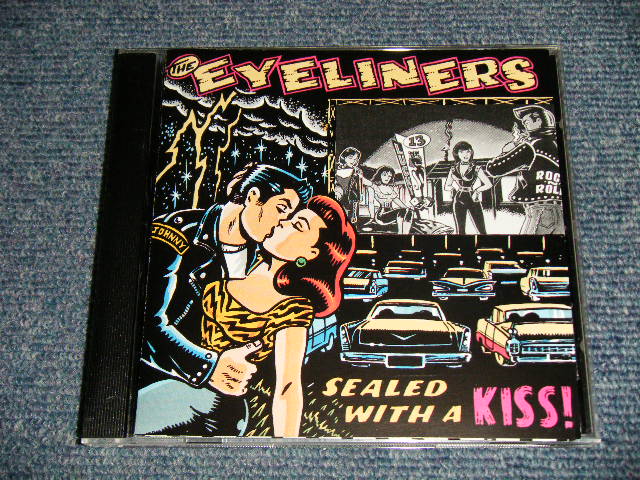 THE
EYELINERS
13
ROCK
ROLL
JOHNNY
SEALED
WITH A
KISS!